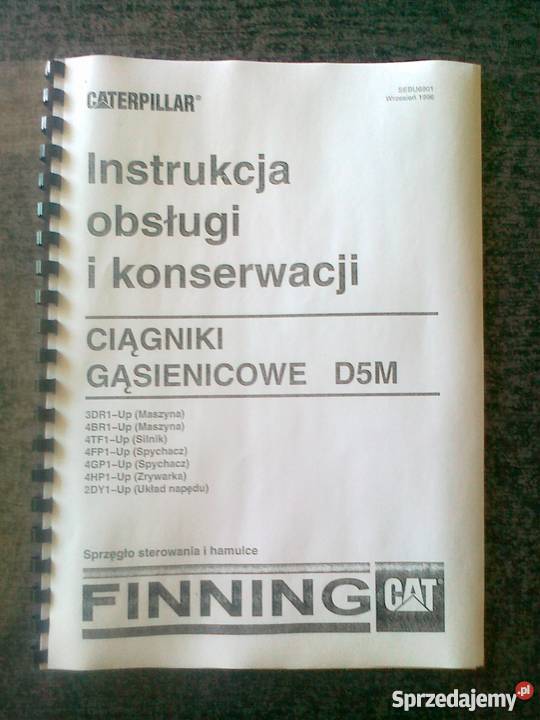 CATERPILLAR®
SEBU6901
Wrzesień 1996
Instrukcja
obsługi
i konserwacji
CIĄGNIKI
GĄSIENICOWE D5M
3DR1-Up (Maszyna)
4BR1-Up (Maszyna)
4TF1-Up (Silnik)
4FP1-Up (Spychacz)
4GP1-Up (Spychacz)
4HP1-Up (Zrywarka)
2DY1-Up (Układ napędu)
Sprzęgło sterowania i hamulce
FINNING CAT
Sprzedajemy.pl